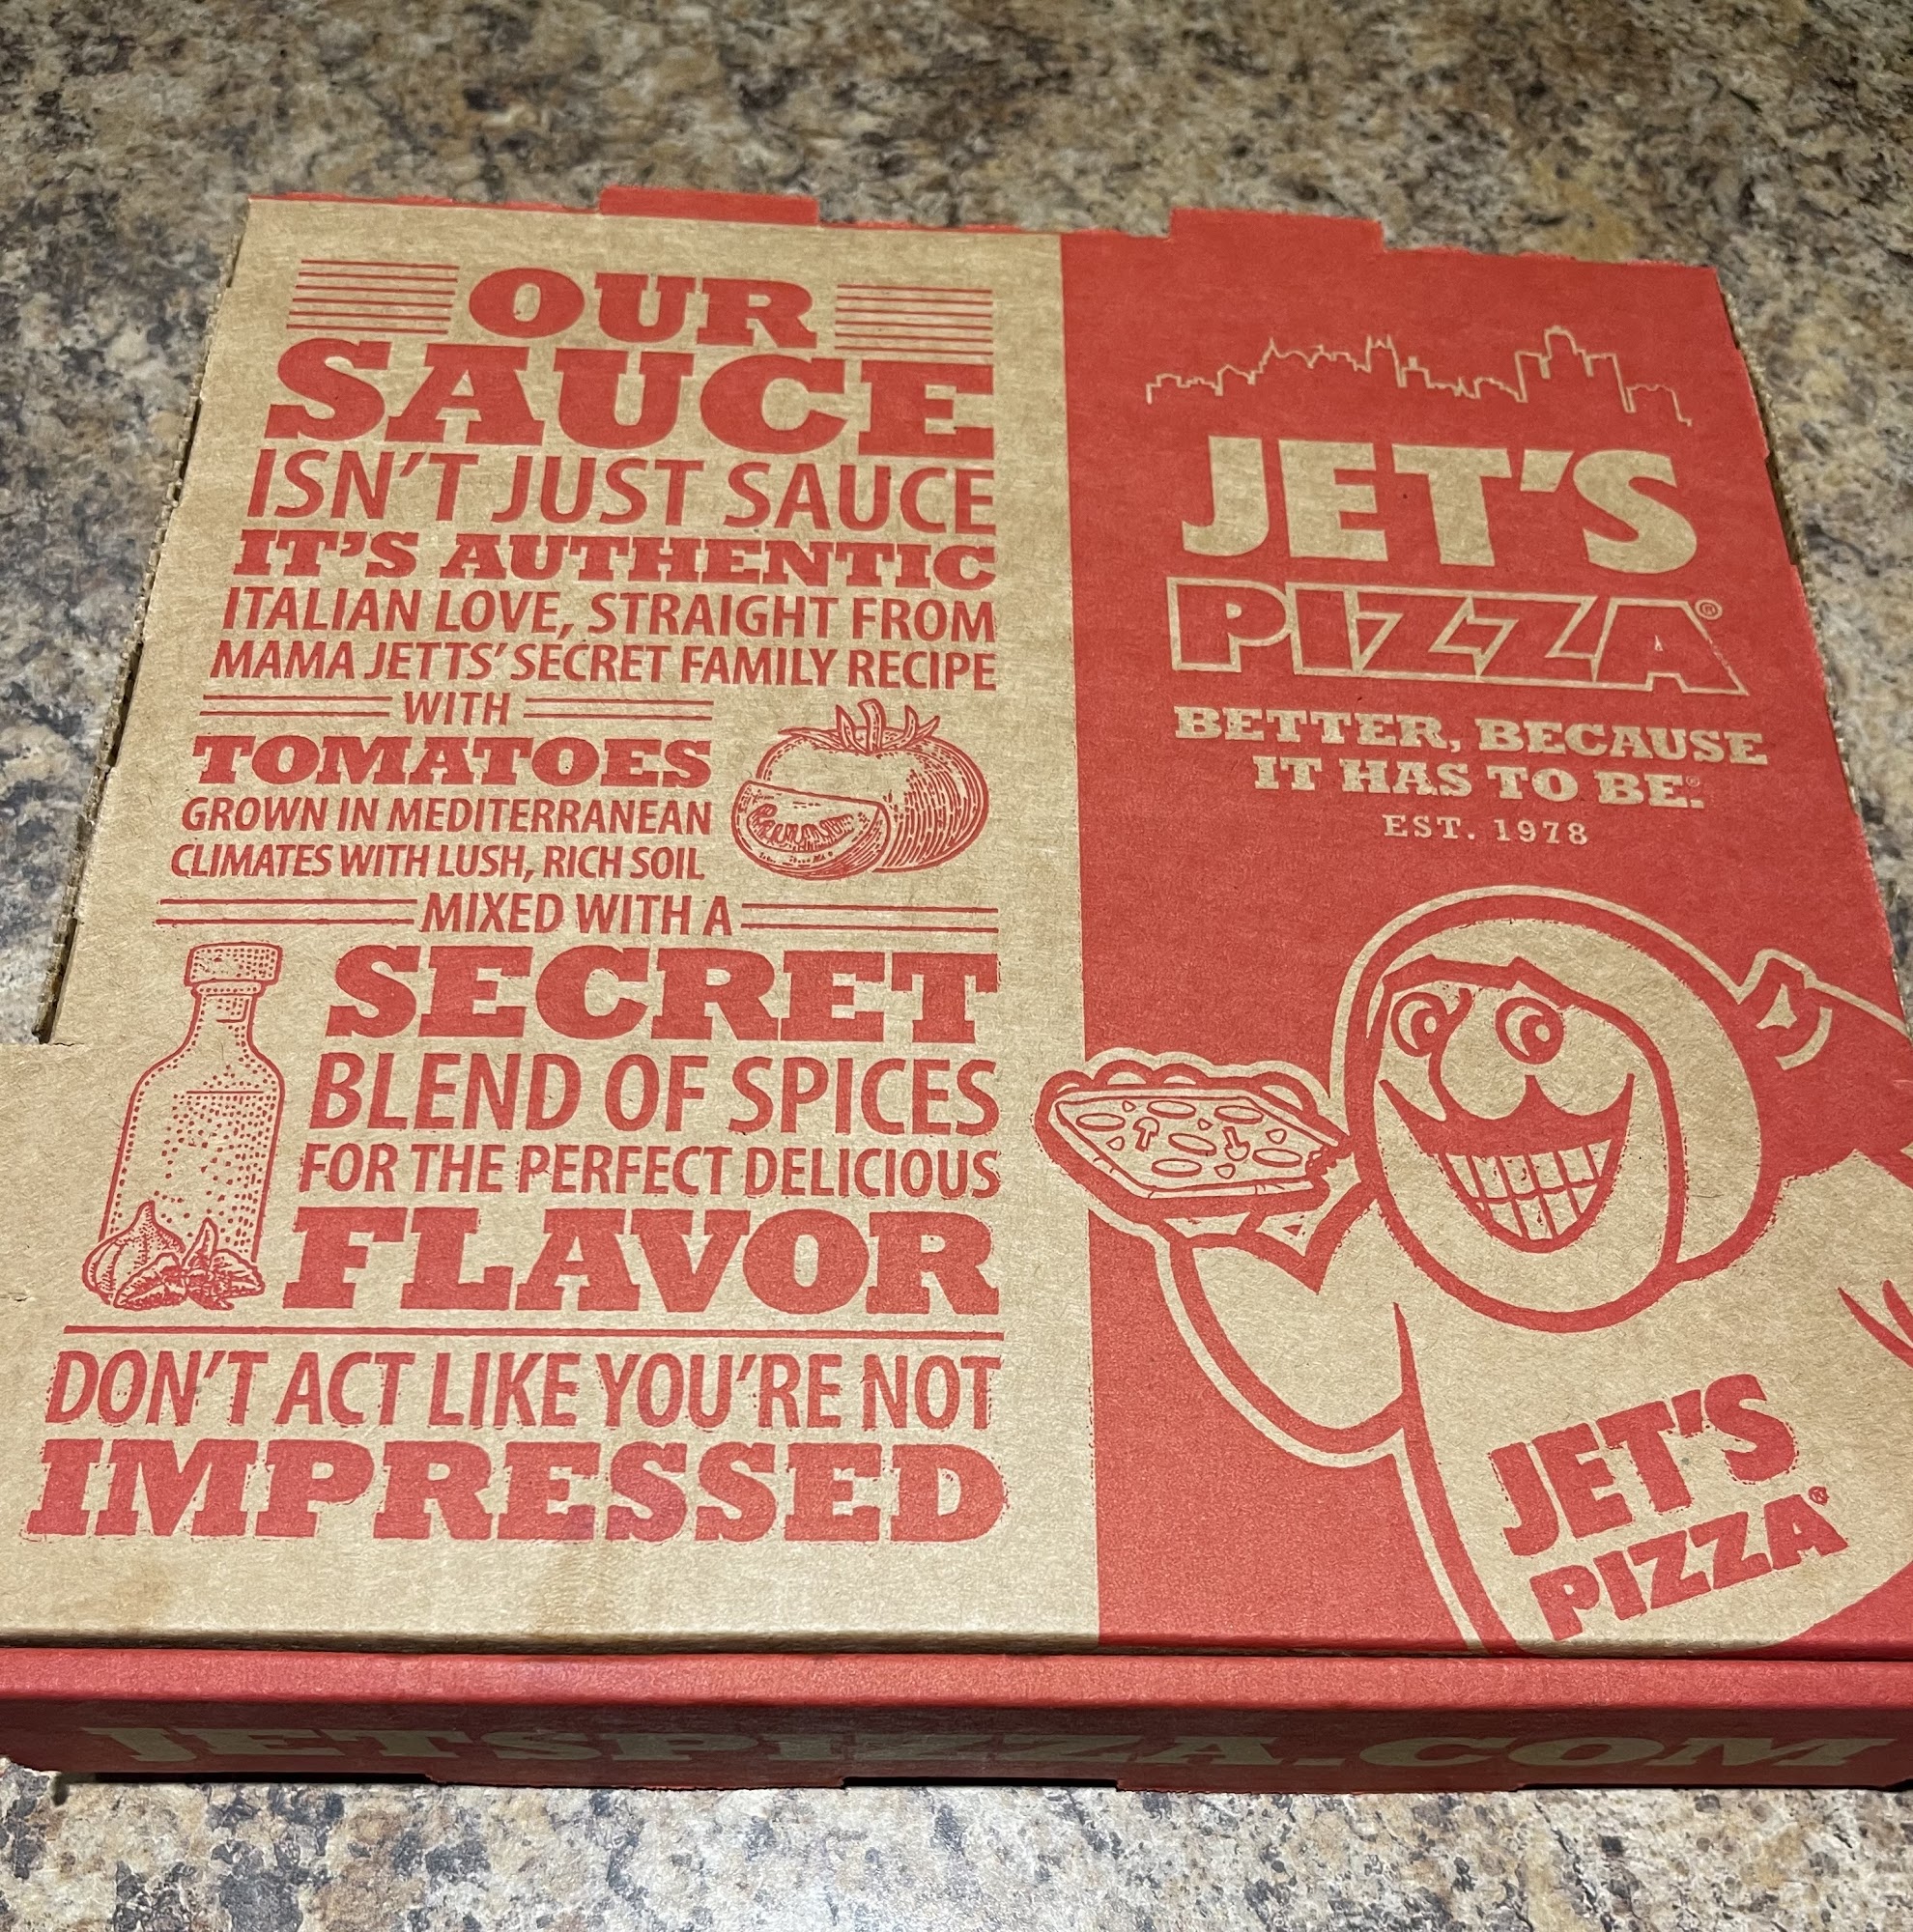 OUR
SAUCE
ISN'T JUST SAUCE
IT'S AUTHENTIC
ITALIAN LOVE, STRAIGHT FROM
MAMA JETTS' SECRET FAMILY RECIPE
WITH
TOMATOES
GROWN IN MEDITERRANEAN
CLIMATES WITH LUSH, RICH SOIL
MIXED WITH A
SECRET
BLEND OF SPICES
FOR THE PERFECT DELICIOUS
FLAVOR
DON'T ACT LIKE YOU'RE NOT
IMPRESSED
JET'S
PIZZA®
BETTER, BECAUSE
IT HAS TO BE.®
EST. 1978
JET'S
PIZZA®
JETSPIZZA.COM